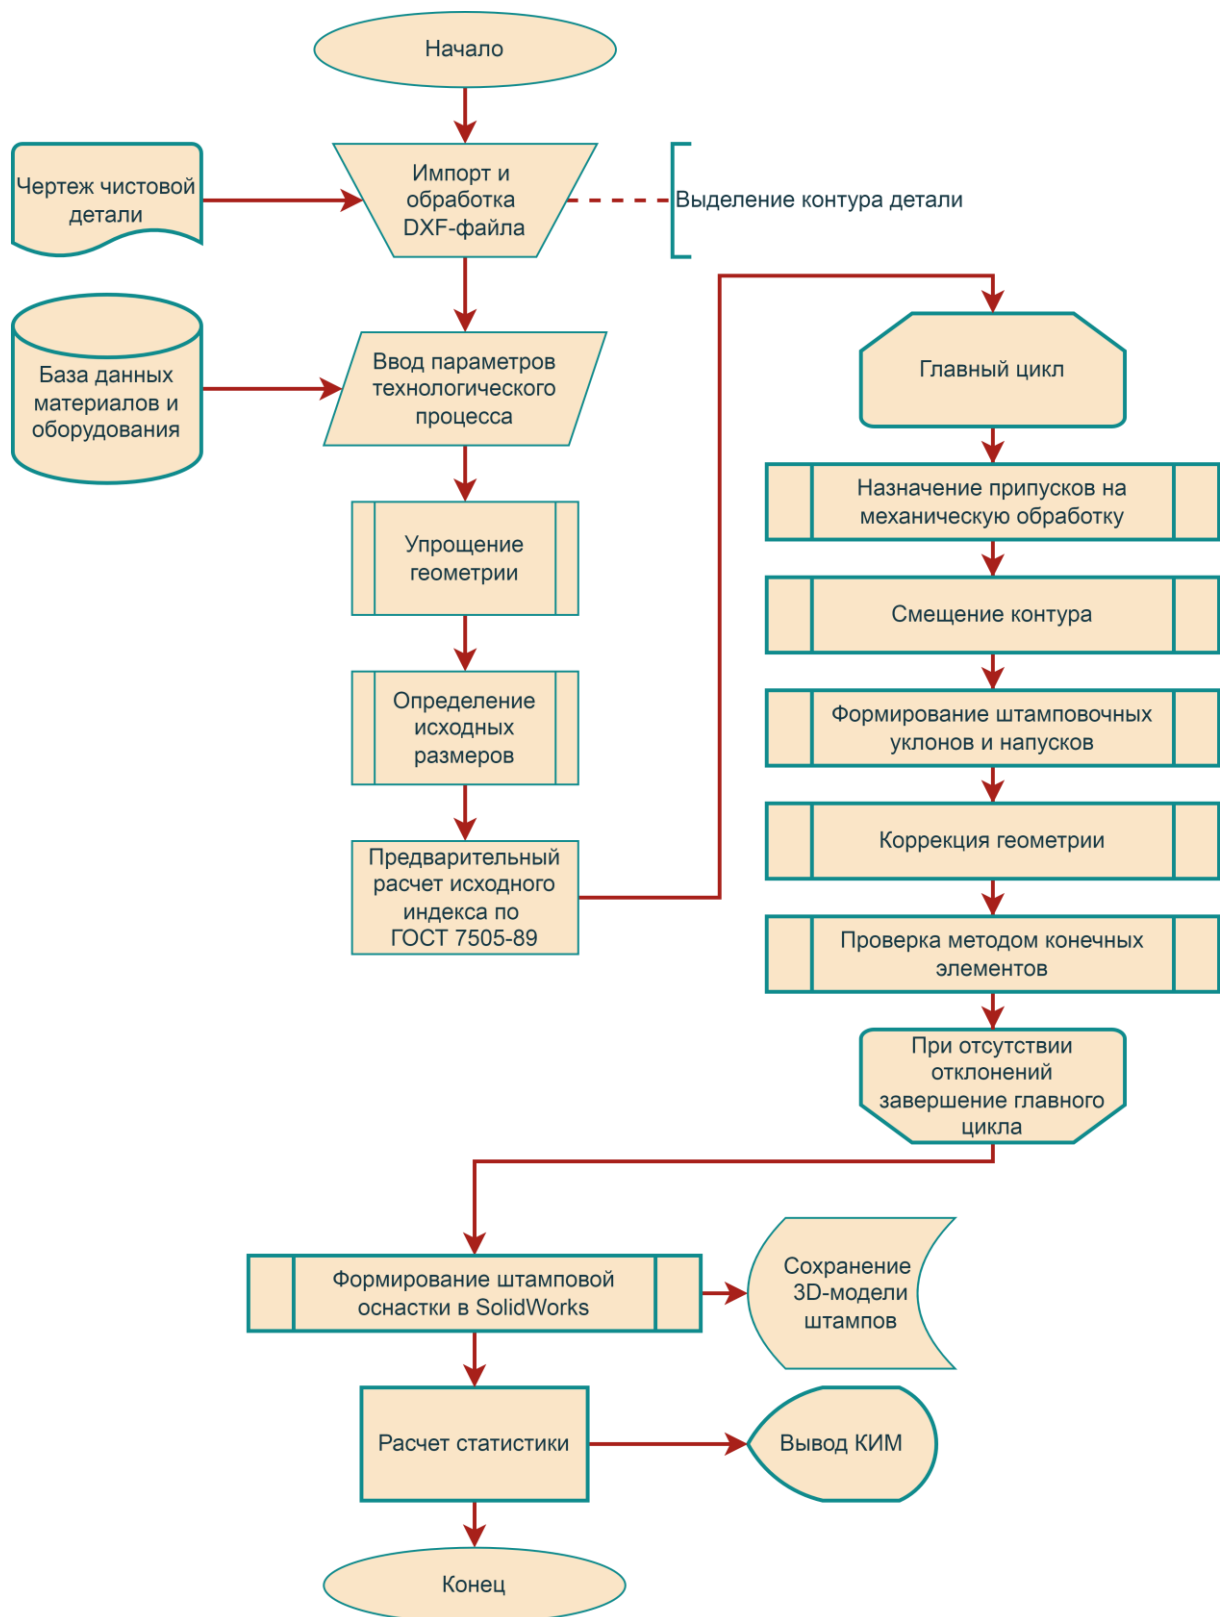 Начало
Чертеж чистовой
детали
Импорт и
обработка
DXF-файла
Выделение контура детали
База данных
материалов и
оборудования
Ввод параметров
технологического
процесса
Упрощение
геометрии
Определение
исходных
размеров
Предварительный
расчет исходного
индекса по
ГОСТ 7505-89
Главный цикл
Назначение припусков на
механическую обработку
Смещение контура
Формирование штамповочных
уклонов и напусков
Коррекция геометрии
Проверка методом конечных
элементов
При отсутствии
отклонений
завершение главного
цикла
Формирование штамповой
оснастки в SolidWorks
Сохранение
3D-модели
штампов
Расчет статистики
Вывод КИМ
Конец